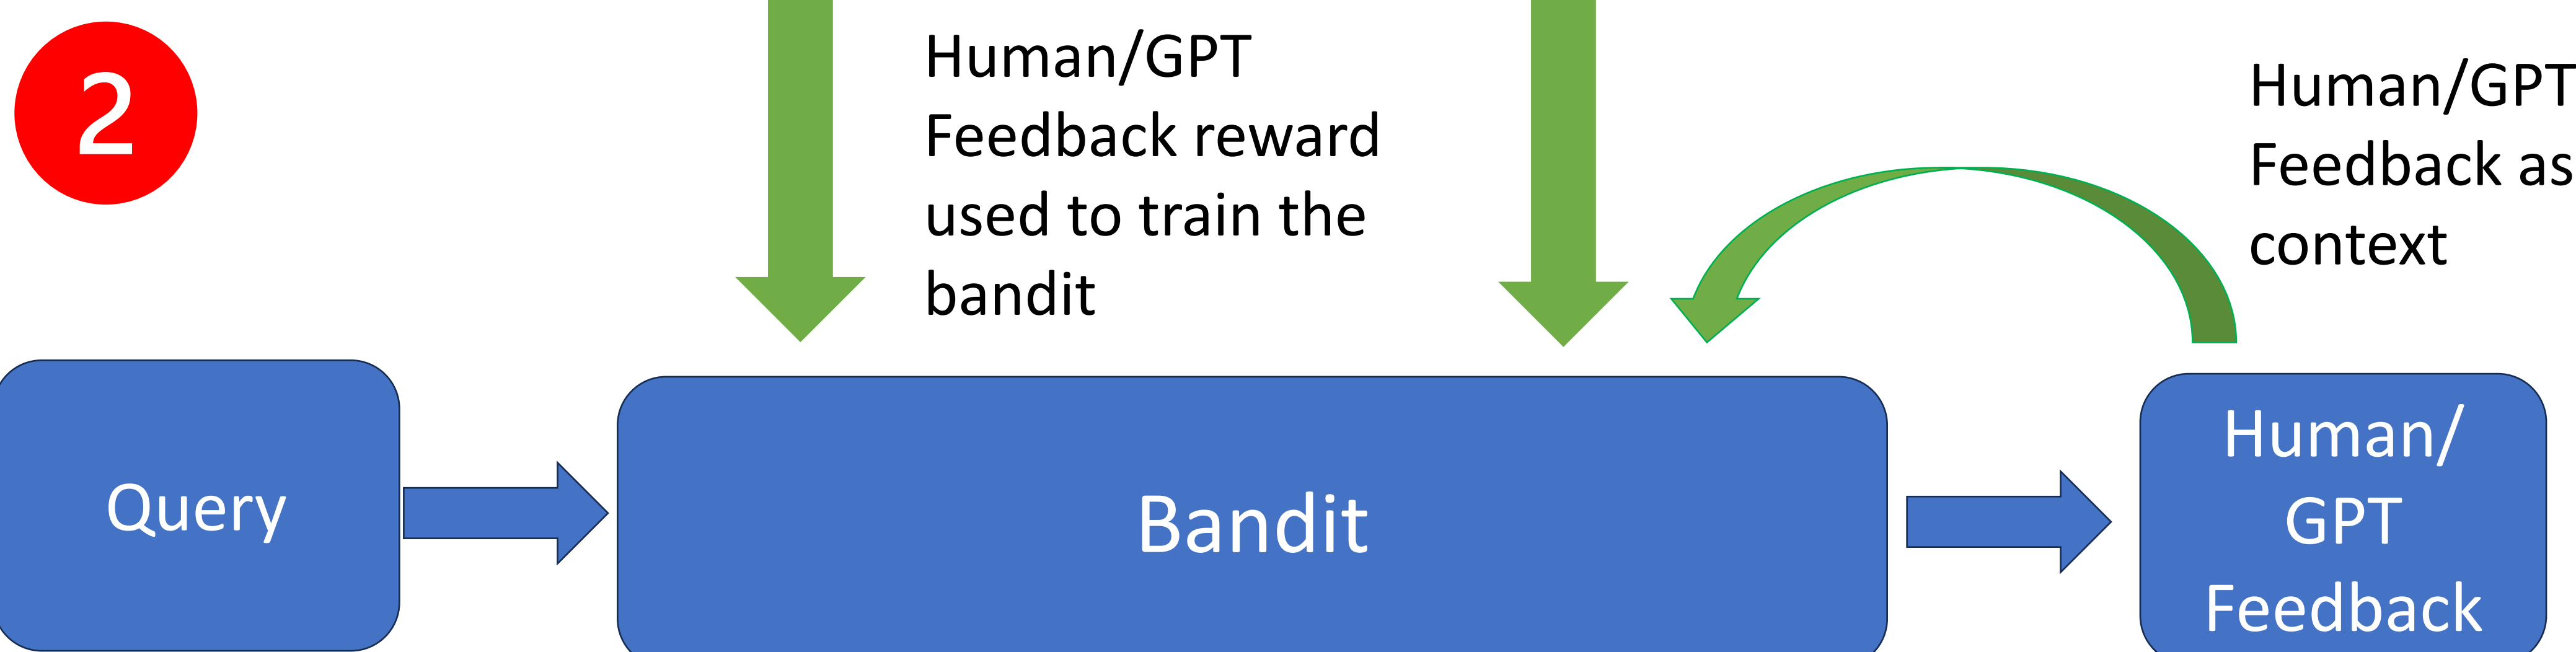 2
Human/GPT
Feedback reward
used to train the
bandit
Human/GPT
Feedback as
context
Query
Bandit
Human/
GPT
Feedback